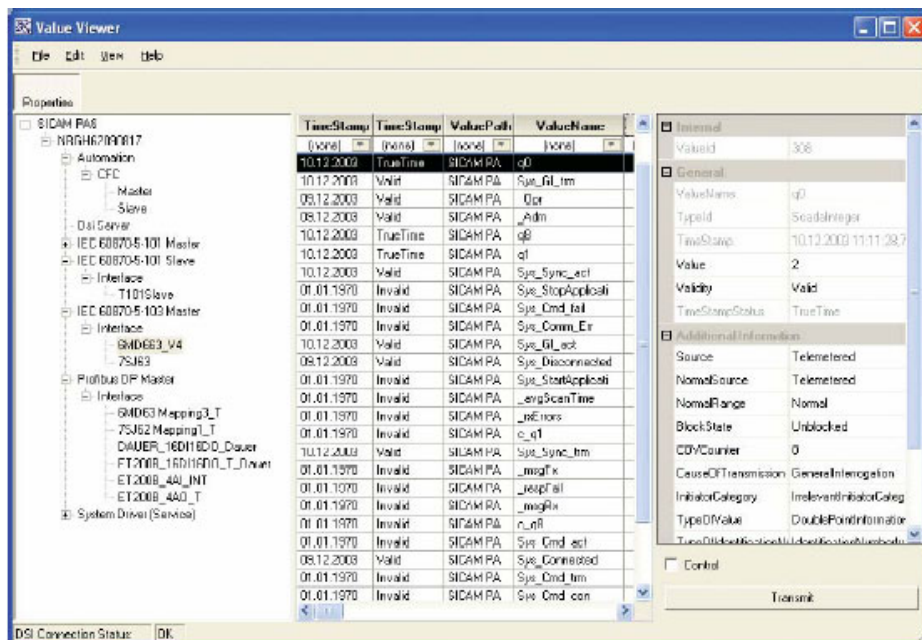 Value Viewer
File Edit View Help
Properties
SICAM PAS
Automation
CFC
Master
Slave
Dsi Server
IEC 60870-5-101 Master
IEC 60870-5-101 Slave
Interface
T101Slave
IEC 60870-5-103 Master
Interface
6MD663_V4
7SJ63
Profibus DP Master
Interface
6MD63 Mapping3_T
7SJ62 Mapping1_T
DAUER_16DI16DO_Dauer
ET200B_16DI16DO_T_Dauer
ET200B_4AI_INT
ET200B_4AO_T
System Driver (Service)
TimeStamp TimeStamp ValuePath ValueName
(none) (none) (none) (none)
10.12.2003 TrueTime SICAM PA q0
10.12.2003 Valid SICAM PA Sys_GI_trm
09.12.2003 Valid SICAM PA _Opr
09.12.2003 Valid SICAM PA _Adm
10.12.2003 TrueTime SICAM PA q8
10.12.2003 TrueTime SICAM PA q1
10.12.2003 Valid SICAM PA Sys_Sync_act
01.01.1970 Invalid SICAM PA Sys_StopApplicati
01.01.1970 Invalid SICAM PA Sys_Cmd_fail
01.01.1970 Invalid SICAM PA Sys_Comm_Err
10.12.2003 Valid SICAM PA Sys_GI_act
09.12.2003 Valid SICAM PA Sys_Disconnected
01.01.1970 Invalid SICAM PA Sys_StartApplicati
01.01.1970 Invalid SICAM PA _avgScanTime
01.01.1970 Invalid SICAM PA _rxErrors
01.01.1970 Invalid SICAM PA c_q1
10.12.2003 Valid SICAM PA Sys_Sync_trm
01.01.1970 Invalid SICAM PA _msgTx
01.01.1970 Invalid SICAM PA _respFail
01.01.1970 Invalid SICAM PA _msgRx
01.01.1970 Invalid SICAM PA c_q8
01.01.1970 Invalid SICAM PA Sys_Cmd_act
09.12.2003 Valid SICAM PA Sys_Connected
01.01.1970 Invalid SICAM PA Sys_Cmd_trm
01.01.1970 Invalid SICAM PA Sys_Cmd_con
Internal
ValueId 308
General
ValueName q0
TypeId ScadaInteger
TimeStamp 10.12.2003 11:11:28,7
Value 2
Validity Valid
TimeStampStatus TrueTime
Additional Information
Source Telemetered
NormalSource Telemetered
NormalRange Normal
BlockState Unblocked
COVCounter 0
CauseOfTransmission GeneralInterrogation
InitiatorCategory IrrelevantInitiatorCateg
TypeOfValue DoublePointInformation
Control
Transmit
DSI Connection Status: OK